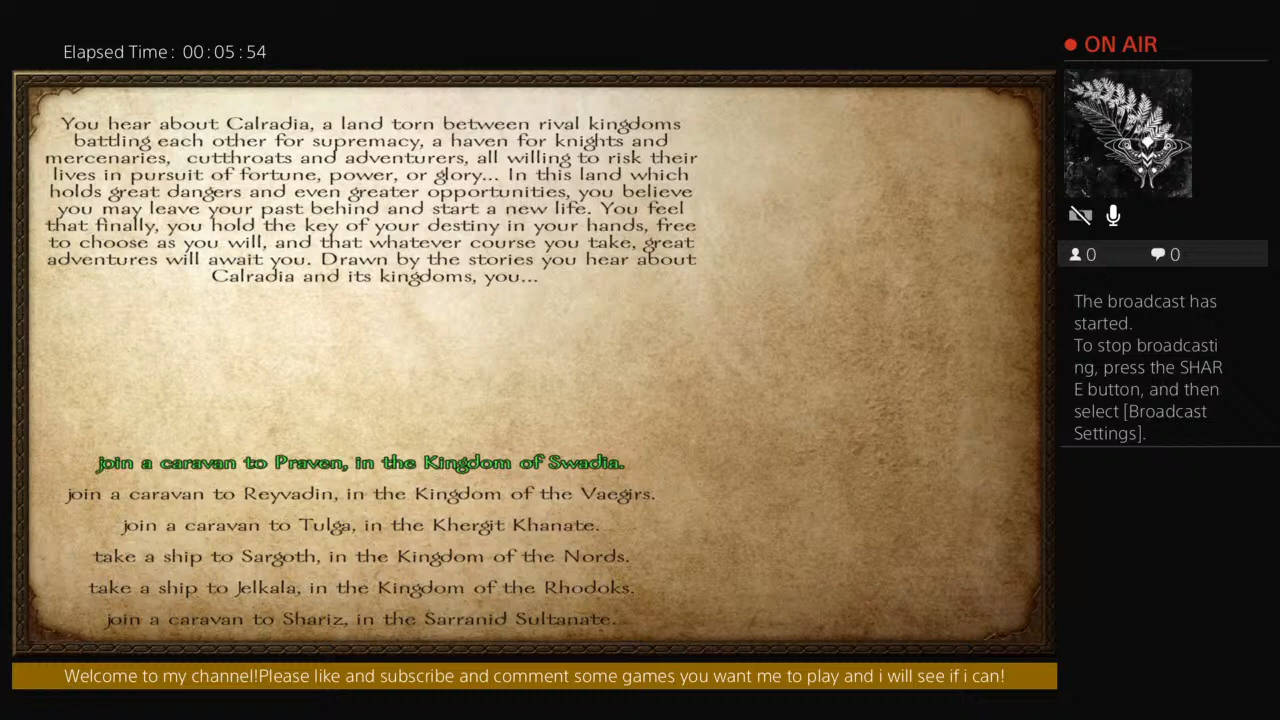 Elapsed Time: 00:05:54
ON AIR
You hear about Calradia, a land torn between rival kingdoms
battling each other for supremacy, a haven for knights and
mercenaries, cutthroats and adventurers, all willing to risk their
lives in pursuit of fortune, power, or glory... In this land which
holds great dangers and even greater opportunities, you believe
you may leave your past behind and start a new life. You feel
that finally, you hold the key of your destiny in your hands, free
to choose as you will, and that whatever course you take, great
adventures will await you. Drawn by the stories you hear about
Calradia and its kingdoms, you...
join a caravan to Praven, in the Kingdom of Swadia.
join a caravan to Reyvadin, in the Kingdom of the Vaegirs.
join a caravan to Tulga, in the Khergit Khanate.
take a ship to Sargoth, in the Kingdom of the Nords.
take a ship to Jelkala, in the Kingdom of the Rhodoks.
join a caravan to Shariz, in the Sarranid Sultanate.
0 0
The broadcast has
started.
To stop broadcasti
ng, press the SHAR
E button, and then
select [Broadcast
Settings].
Welcome to my channel!Please like and subscribe and comment some games you want me to play and i will see if i can!